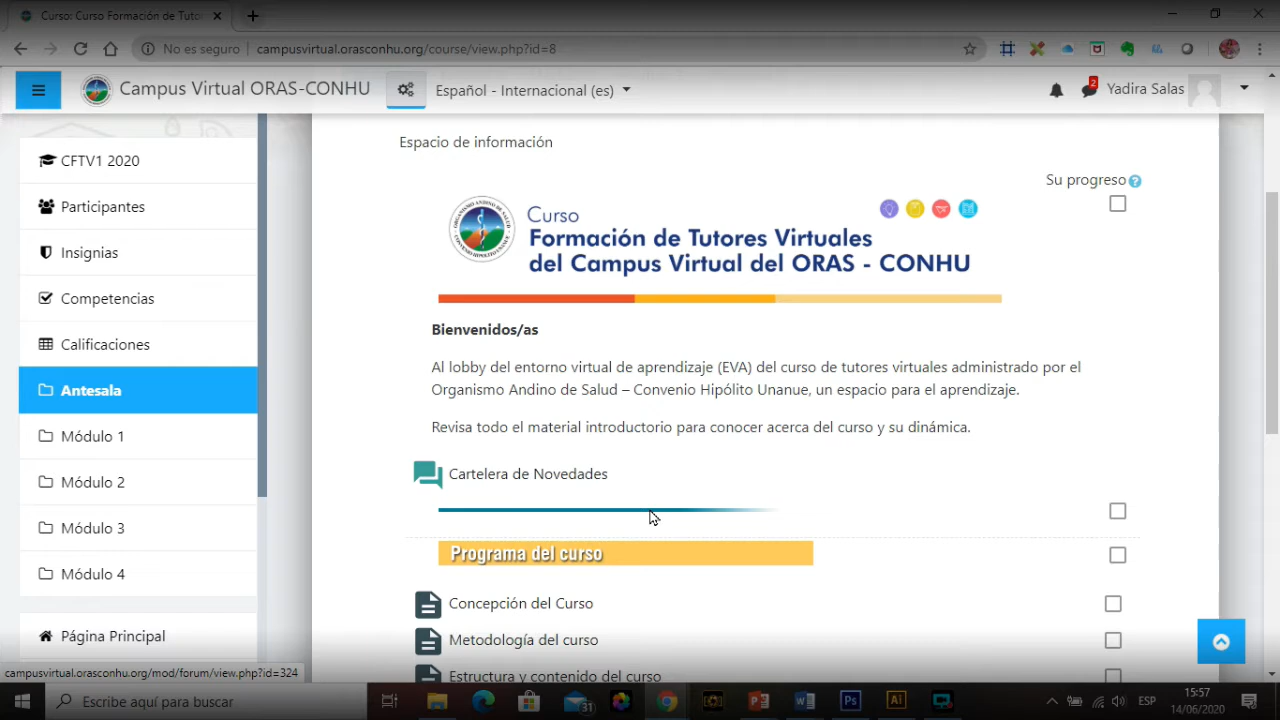 Curso: Curso Formación de Tuto
No es seguro
campusvirtual.orasconhu.org/course/view.php?id=8
Campus Virtual ORAS-CONHU
Español - Internacional (es)
2
Yadira Salas
CFTV1 2020
Participantes
Insignias
Competencias
Calificaciones
Antesala
Módulo 1
Módulo 2
Módulo 3
Módulo 4
Página Principal
Espacio de información
Su progreso
Curso
Formación de Tutores Virtuales
del Campus Virtual del ORAS - CONHU
Bienvenidos/as
Al lobby del entorno virtual de aprendizaje (EVA) del curso de tutores virtuales administrado por el
Organismo Andino de Salud – Convenio Hipólito Unanue, un espacio para el aprendizaje.
Revisa todo el material introductorio para conocer acerca del curso y su dinámica.
Cartelera de Novedades
Programa del curso
Concepción del Curso
Metodología del curso
Estructura y contenido del curso
campusvirtual.orasconhu.org/mod/forum/view.php?id=324
Escribe aquí para buscar
31
Ps
Ai
ESP
15:57
14/06/2020